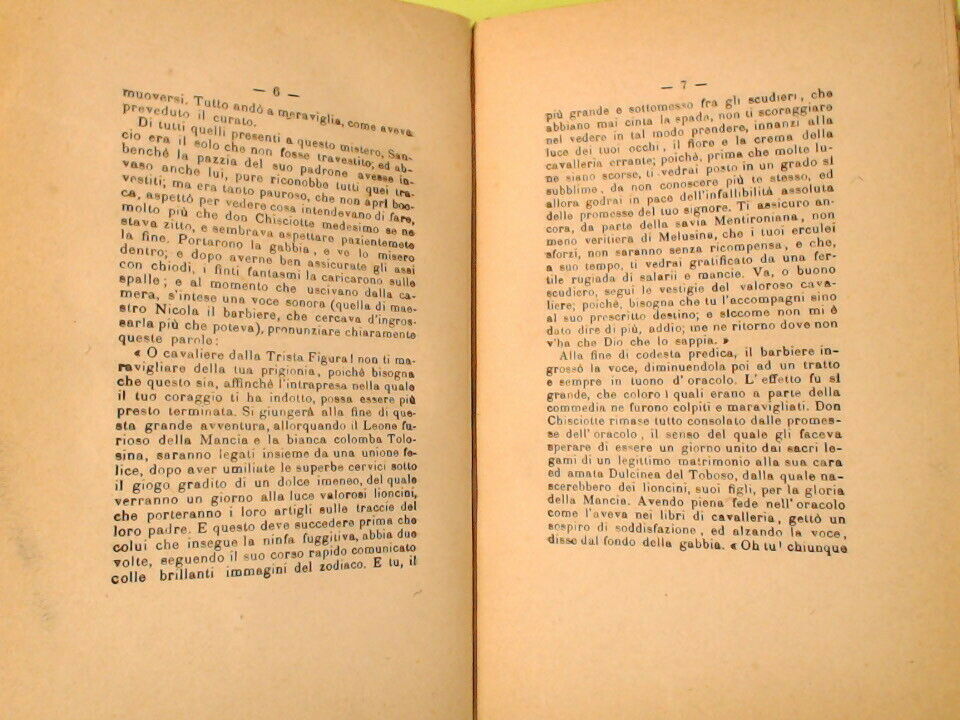 — 6 —
muoversi. Tutto andò a meraviglia, come aveva
preveduto il curato.
Di tutti quelli presenti a questo mistero, San-
cio era il solo che non fosse travestito; ed ab-
benché la pazzia del suo padrone avesse in-
vaso anche lui, pure riconobbe tutti quei tra-
vestiti; ma era tanto pauroso, che non aprì boc-
ca, aspettò per vedere cosa intendevano di fare,
molto più che don Chisciotte medesimo se ne
stava zitto, e sembrava aspettare pazientemete
la fine. Portarono la gabbia, e ve lo misero
dentro; e dopo averne ben assicurate gli assi
con chiodi, i finti fantasmi la caricarono sulle
spalle; e al momento che uscivano dalla ca-
mera, s'intese una voce sonora (quella di mae-
stro Nicola il barbiere, che cercava d'ingros-
sarla più che poteva), pronunziare chiaramente
queste parole:
« O cavaliere dalla Trista Figura! non ti ma-
ravigliare della tua prigionia, poiché bisogna
che questo sia, affinché l'intrapresa nella quale
il tuo coraggio ti ha indotto, possa essere più
presto terminata. Si giungerà alla fine di que-
sta grande avventura, allorquando il Leone fu-
rioso della Mancia e la bianca colomba Tolo-
sina, saranno legati insieme da una unione fe-
lice, dopo aver umiliate le superbe cervici sotto
il giogo gradito di un dolce imeneo, del quale
verranno un giorno alla luce valorosi lioncini,
che porteranno i loro artigli sulle traccie del
loro padre. E questo deve succedere prima che
colui che insegue la ninfa fuggitiva, abbia due
volte, seguendo il suo corso rapido comunicato
colle brillanti immagini del zodiaco. E tu, il
— 7 —
più grande e sottomesso fra gli scudieri, che
abbiano mai cinta la spada, non ti scoraggiare
nel vedere in tal modo prendere, innanzi alla
luce dei tuoi occhi, il fiore e la crema della
cavalleria errante; poichè, prima che molte lu-
ne siano scorse, ti vedrai posto in un grado sì
subblime, da non conoscere più te stesso, ed
allora godrai in pace dell'infallibilità assoluta
delle promesse del tuo signore. Ti assicuro an-
cora, da parte della savia Mentironiana, non
meno veritiera di Melusina, che i tuoi erculei
sforzi, non saranno senza ricompensa, e che,
a suo tempo, ti vedrai gratificato da una fer-
tile rugiada di salarii e mancie. Va, o buono
scudiero, segui le vestigie del valoroso cava-
liere; poichè, bisogna che tu l'accompagni sino
al suo prescritto destino; e siccome non mi è
dato dire di più, addio; me ne ritorno dove non
v'ha che Dio che lo sappia. »
Alla fine di codesta predica, il barbiere in-
grossò la voce, diminuendola poi ad un tratto
e sempre in tuono d' oracolo. L' effetto fu sì
grande, che coloro i quali erano a parte della
commedia ne furono colpiti e maravigliati. Don
Chisciotte rimase tutto consolato dalle promes-
se dell'oracolo, il senso del quale gli faceva
sperare di essere un giorno unito dai sacri le-
gami di un legittimo matrimonio alla sua cara
ed amata Dulcinea del Toboso, dalla quale na-
scerebbero dei lioncini, suoi figli, per la gloria
della Mancia. Avendo piena fede nell' oracolo
come l'aveva nei libri di cavalleria, gettò un
sospiro di soddisfazione, ed alzando la voce,
disse dal fondo della gabbia. « Oh tu! chiunque